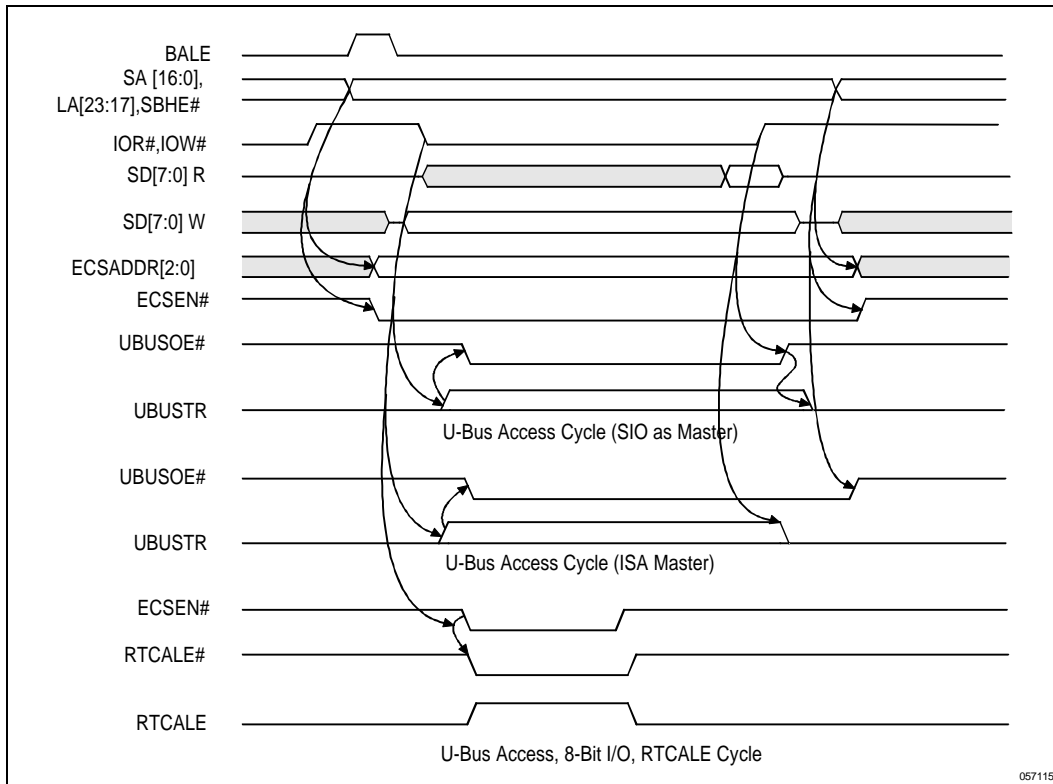 BALE
SA [16:0],
LA[23:17],SBHE#
IOR#,IOW#
SD[7:0] R
SD[7:0] W
ECSADDR[2:0]
ECSEN#
UBUSOE#
UBUSTR
U-Bus Access Cycle (SIO as Master)
UBUSOE#
UBUSTR
U-Bus Access Cycle (ISA Master)
ECSEN#
RTCALE#
RTCALE
U-Bus Access, 8-Bit I/O, RTCALE Cycle
057115